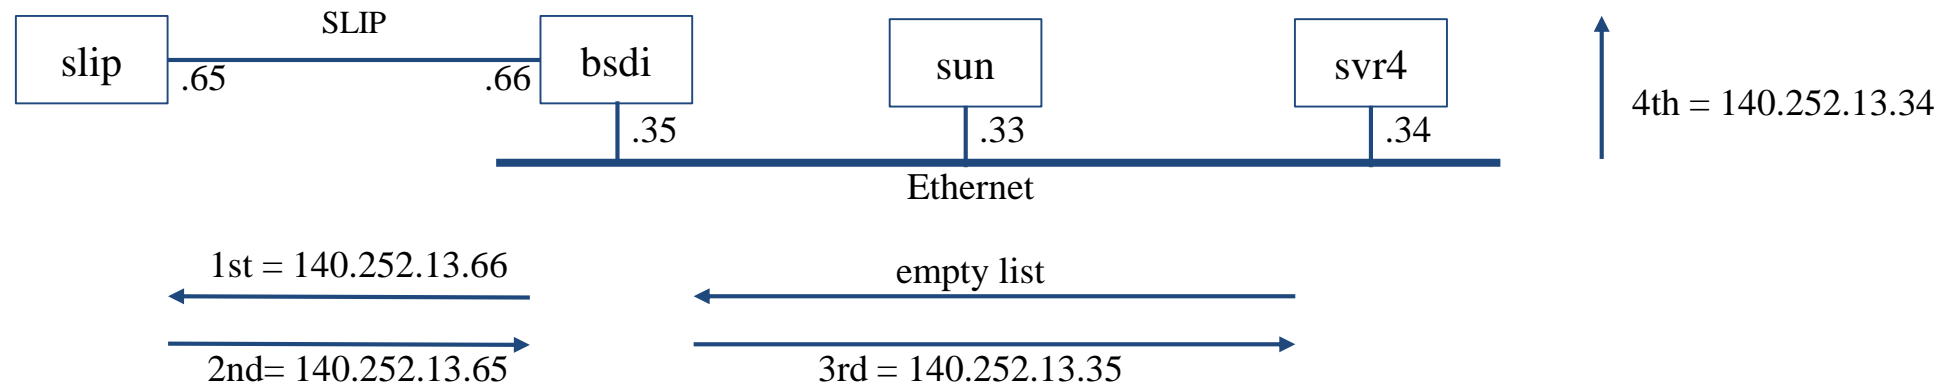 SLIP
slip
bsdi
sun
svr4
.65
.66
.35
.33
.34
4th = 140.252.13.34
Ethernet
1st = 140.252.13.66
empty list
2nd= 140.252.13.65
3rd = 140.252.13.35